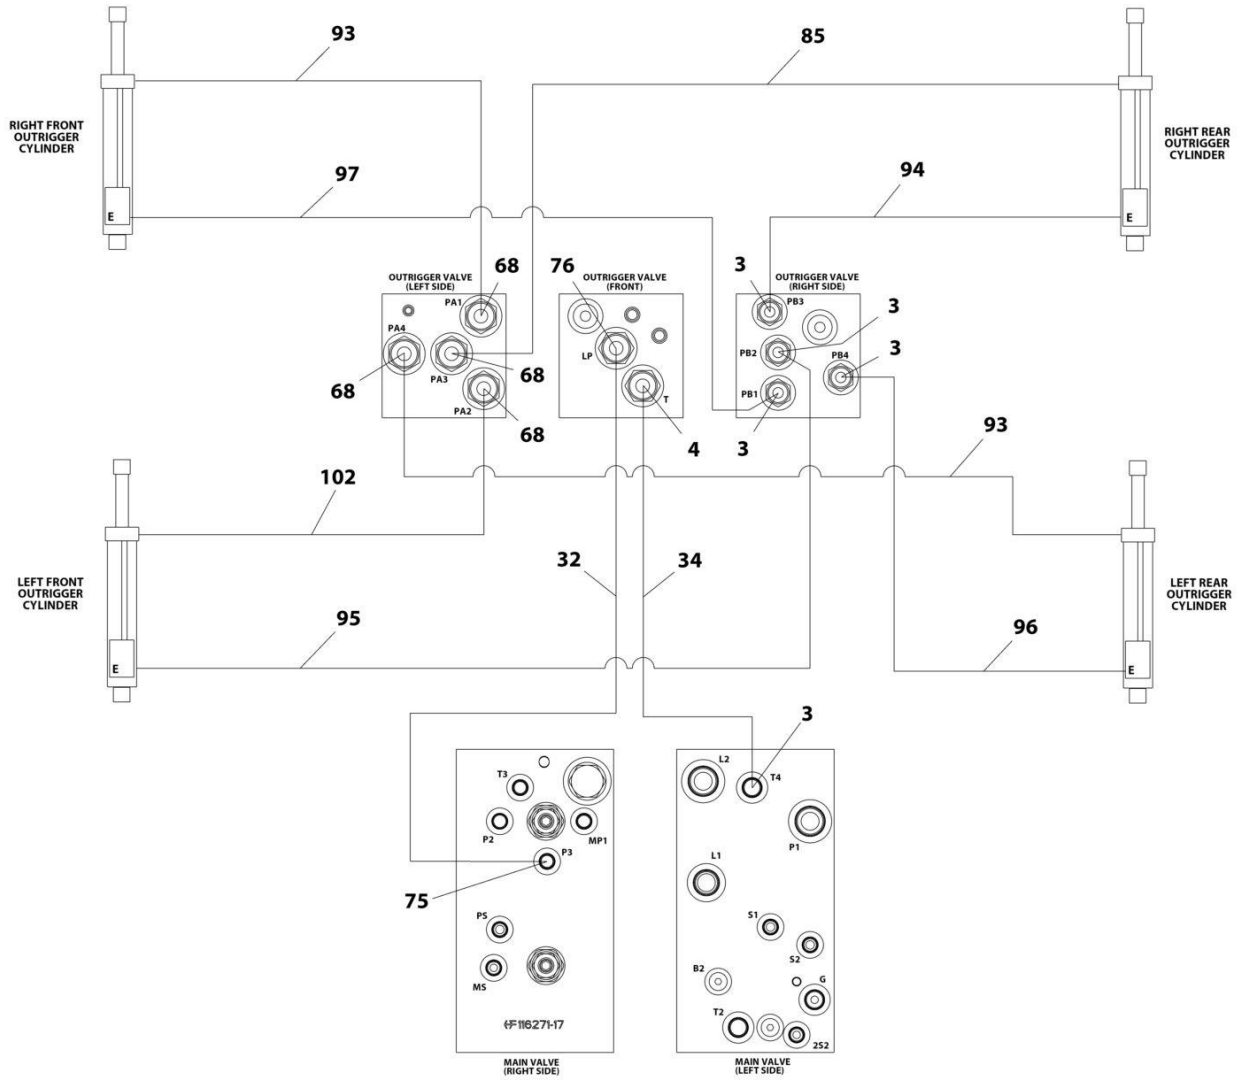 93
85
RIGHT FRONT
OUTRIGGER
CYLINDER
RIGHT REAR
OUTRIGGER
CYLINDER
97
94
E
E
OUTRIGGER VALVE
(LEFT SIDE)
68
76
OUTRIGGER VALVE
(FRONT)
3
OUTRIGGER VALVE
(RIGHT SIDE)
PA1
PB3
3
PA4
LP
PB2
PB4
3
PA3
68
68
PB1
PA2
T
68
4
3
93
102
LEFT FRONT
OUTRIGGER
CYLINDER
32
34
LEFT REAR
OUTRIGGER
CYLINDER
95
96
E
E
3
T3
L2
T4
P2
MP1
P1
P3
L1
75
PS
S1
S2
MS
B2
G
T2
2S2
HF116271-17
MAIN VALVE
(RIGHT SIDE)
MAIN VALVE
(LEFT SIDE)